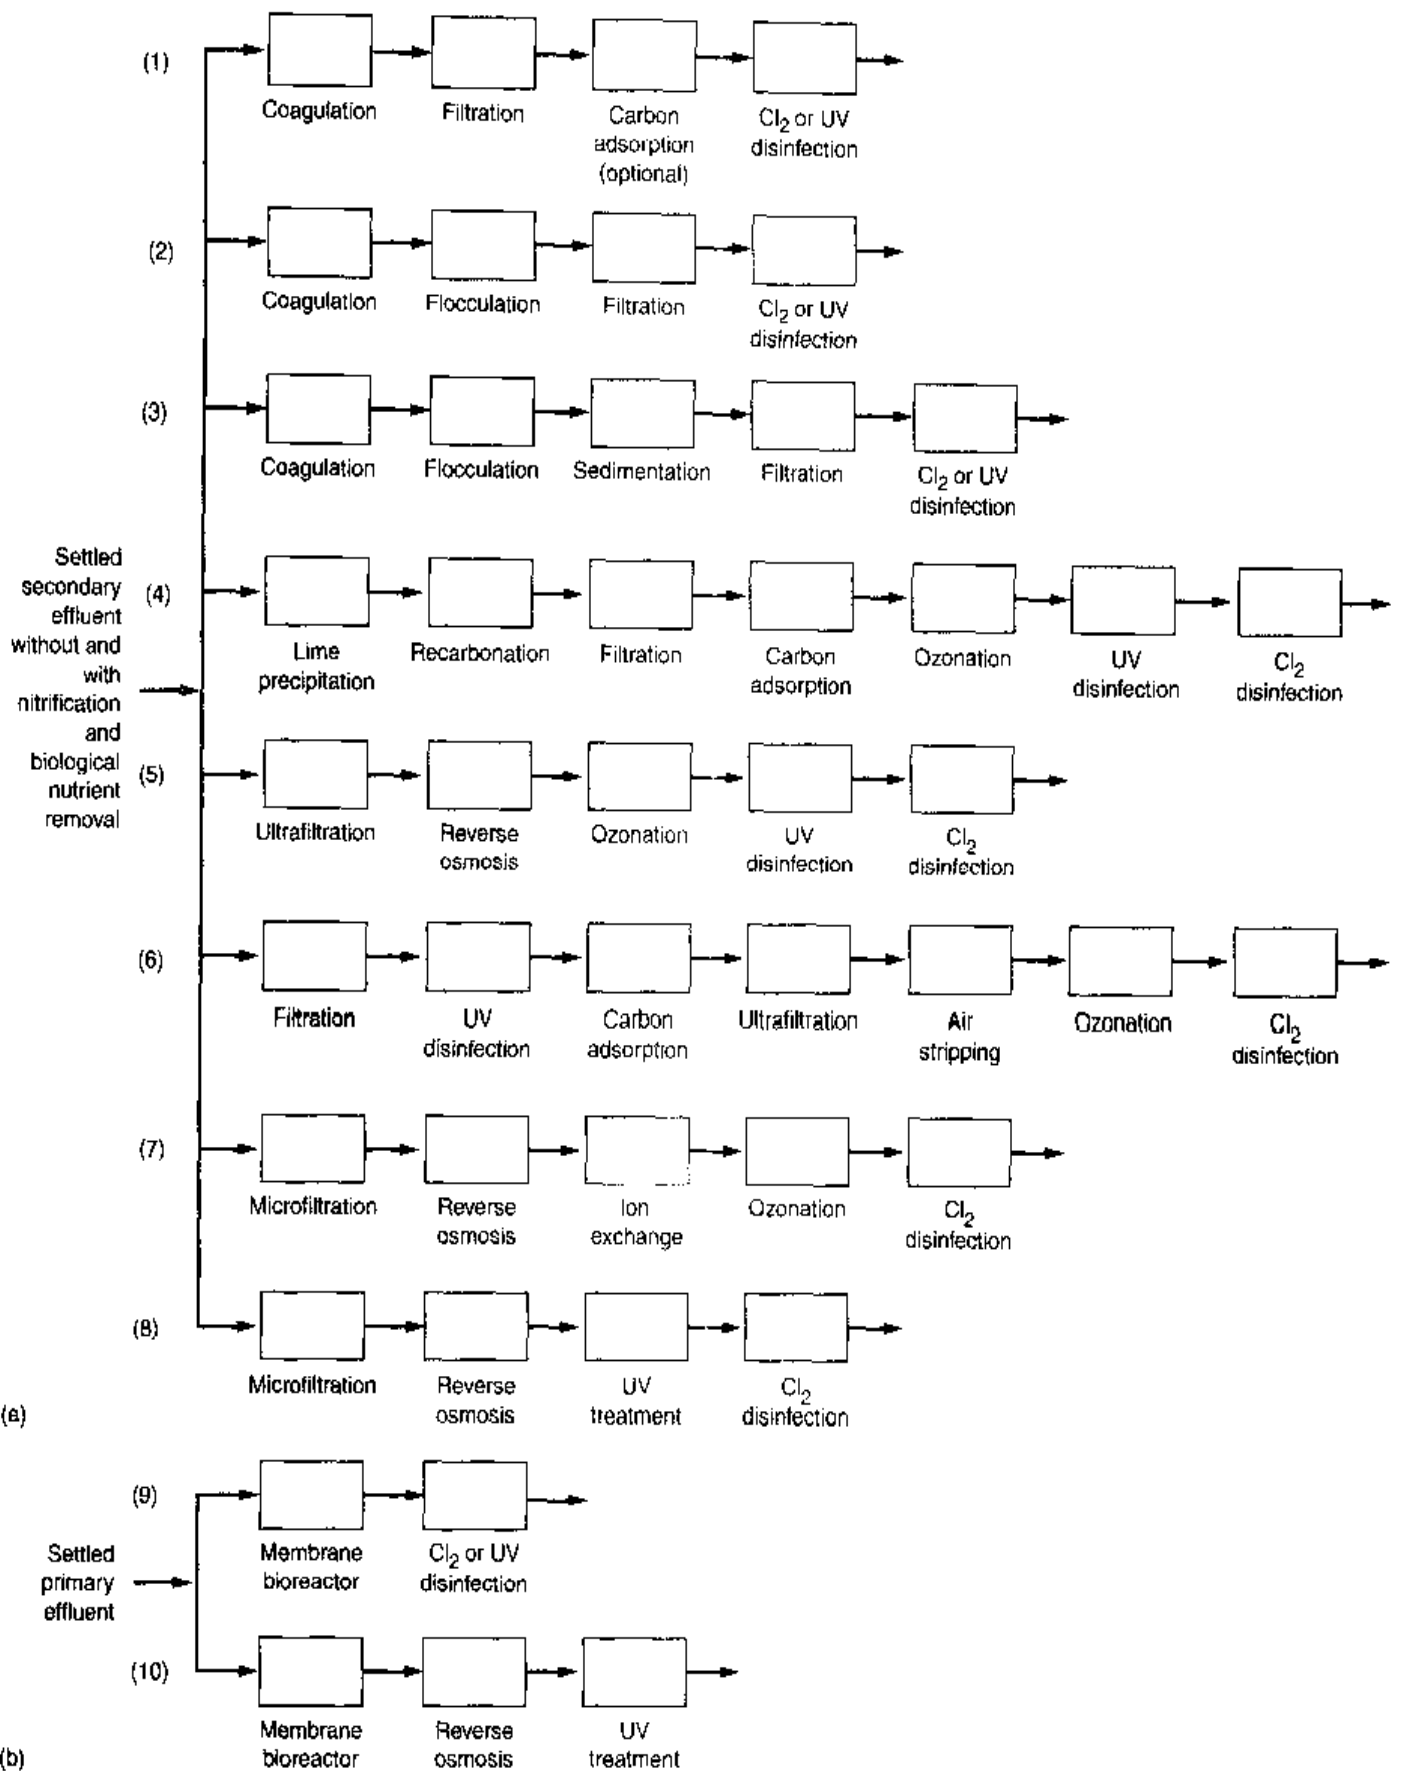 (1)
Coagulation
Filtration
Carbon
adsorption
(optional)
Cl2 or UV
disinfection
(2)
Coagulation
Flocculation
Filtration
Cl2 or UV
disinfection
(3)
Coagulation
Flocculation
Sedimentation
Filtration
Cl2 or UV
disinfection
Settled
secondary
effluent
without and
with
nitrification
and
biological
nutrient
removal
(4)
Lime
precipitation
Recarbonation
Filtration
Carbon
adsorption
Ozonation
UV
disinfection
Cl2
disinfection
(5)
Ultrafiltration
Reverse
osmosis
Ozonation
UV
disinfection
Cl2
disinfection
(6)
Filtration
UV
disinfection
Carbon
adsorption
Ultrafiltration
Air
stripping
Ozonation
Cl2
disinfection
(7)
Microfiltration
Reverse
osmosis
Ion
exchange
Ozonation
Cl2
disinfection
(8)
Microfiltration
Reverse
osmosis
UV
treatment
Cl2
disinfection
(a)
Settled
primary
effluent
(9)
Membrane
bioreactor
Cl2 or UV
disinfection
(10)
Membrane
bioreactor
Reverse
osmosis
UV
treatment
(b)